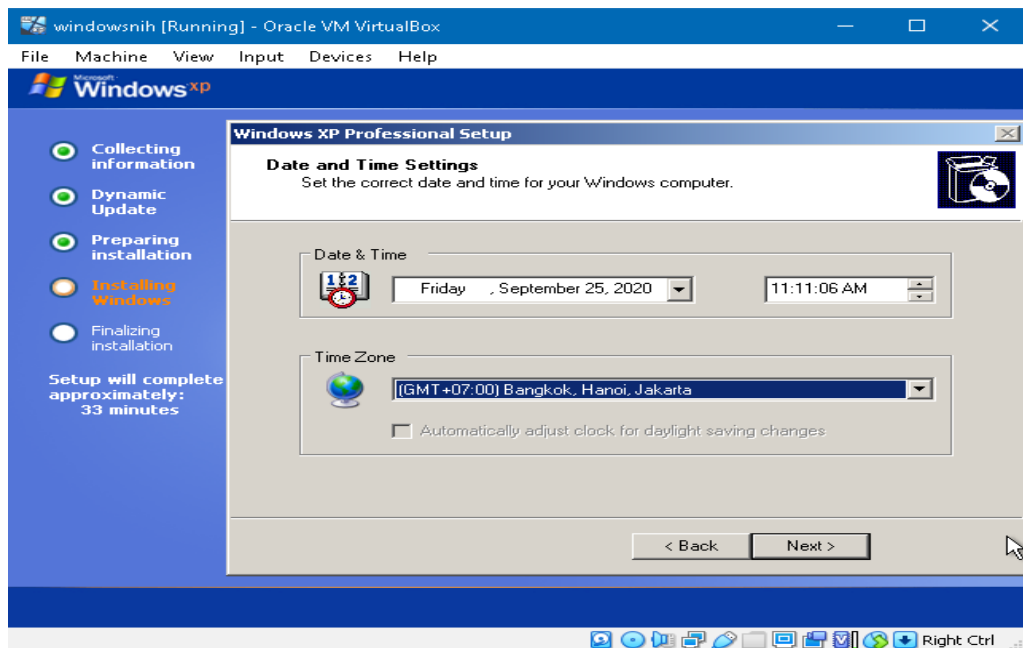 windowsnih [Running] - Oracle VM VirtualBox
File Machine View Input Devices Help
Microsoft
Windows xp
Collecting
information
Dynamic
Update
Preparing
installation
Installing
Windows
Finalizing
installation
Setup will complete
approximately:
33 minutes
Windows XP Professional Setup
Date and Time Settings
Set the correct date and time for your Windows computer.
Date & Time
12
Friday , September 25, 2020
11:11:06 AM
Time Zone
(GMT+07:00) Bangkok, Hanoi, Jakarta
Automatically adjust clock for daylight saving changes
< Back
Next >
Right Ctrl